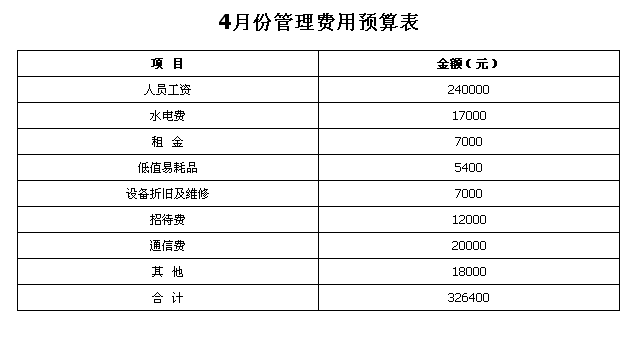 4月份管理费用预算表
项 目 金额（元）
人员工资 240000
水电费 17000
租 金 7000
低值易耗品 5400
设备折旧及维修 7000
招待费 12000
通信费 20000
其 他 18000
合 计 326400